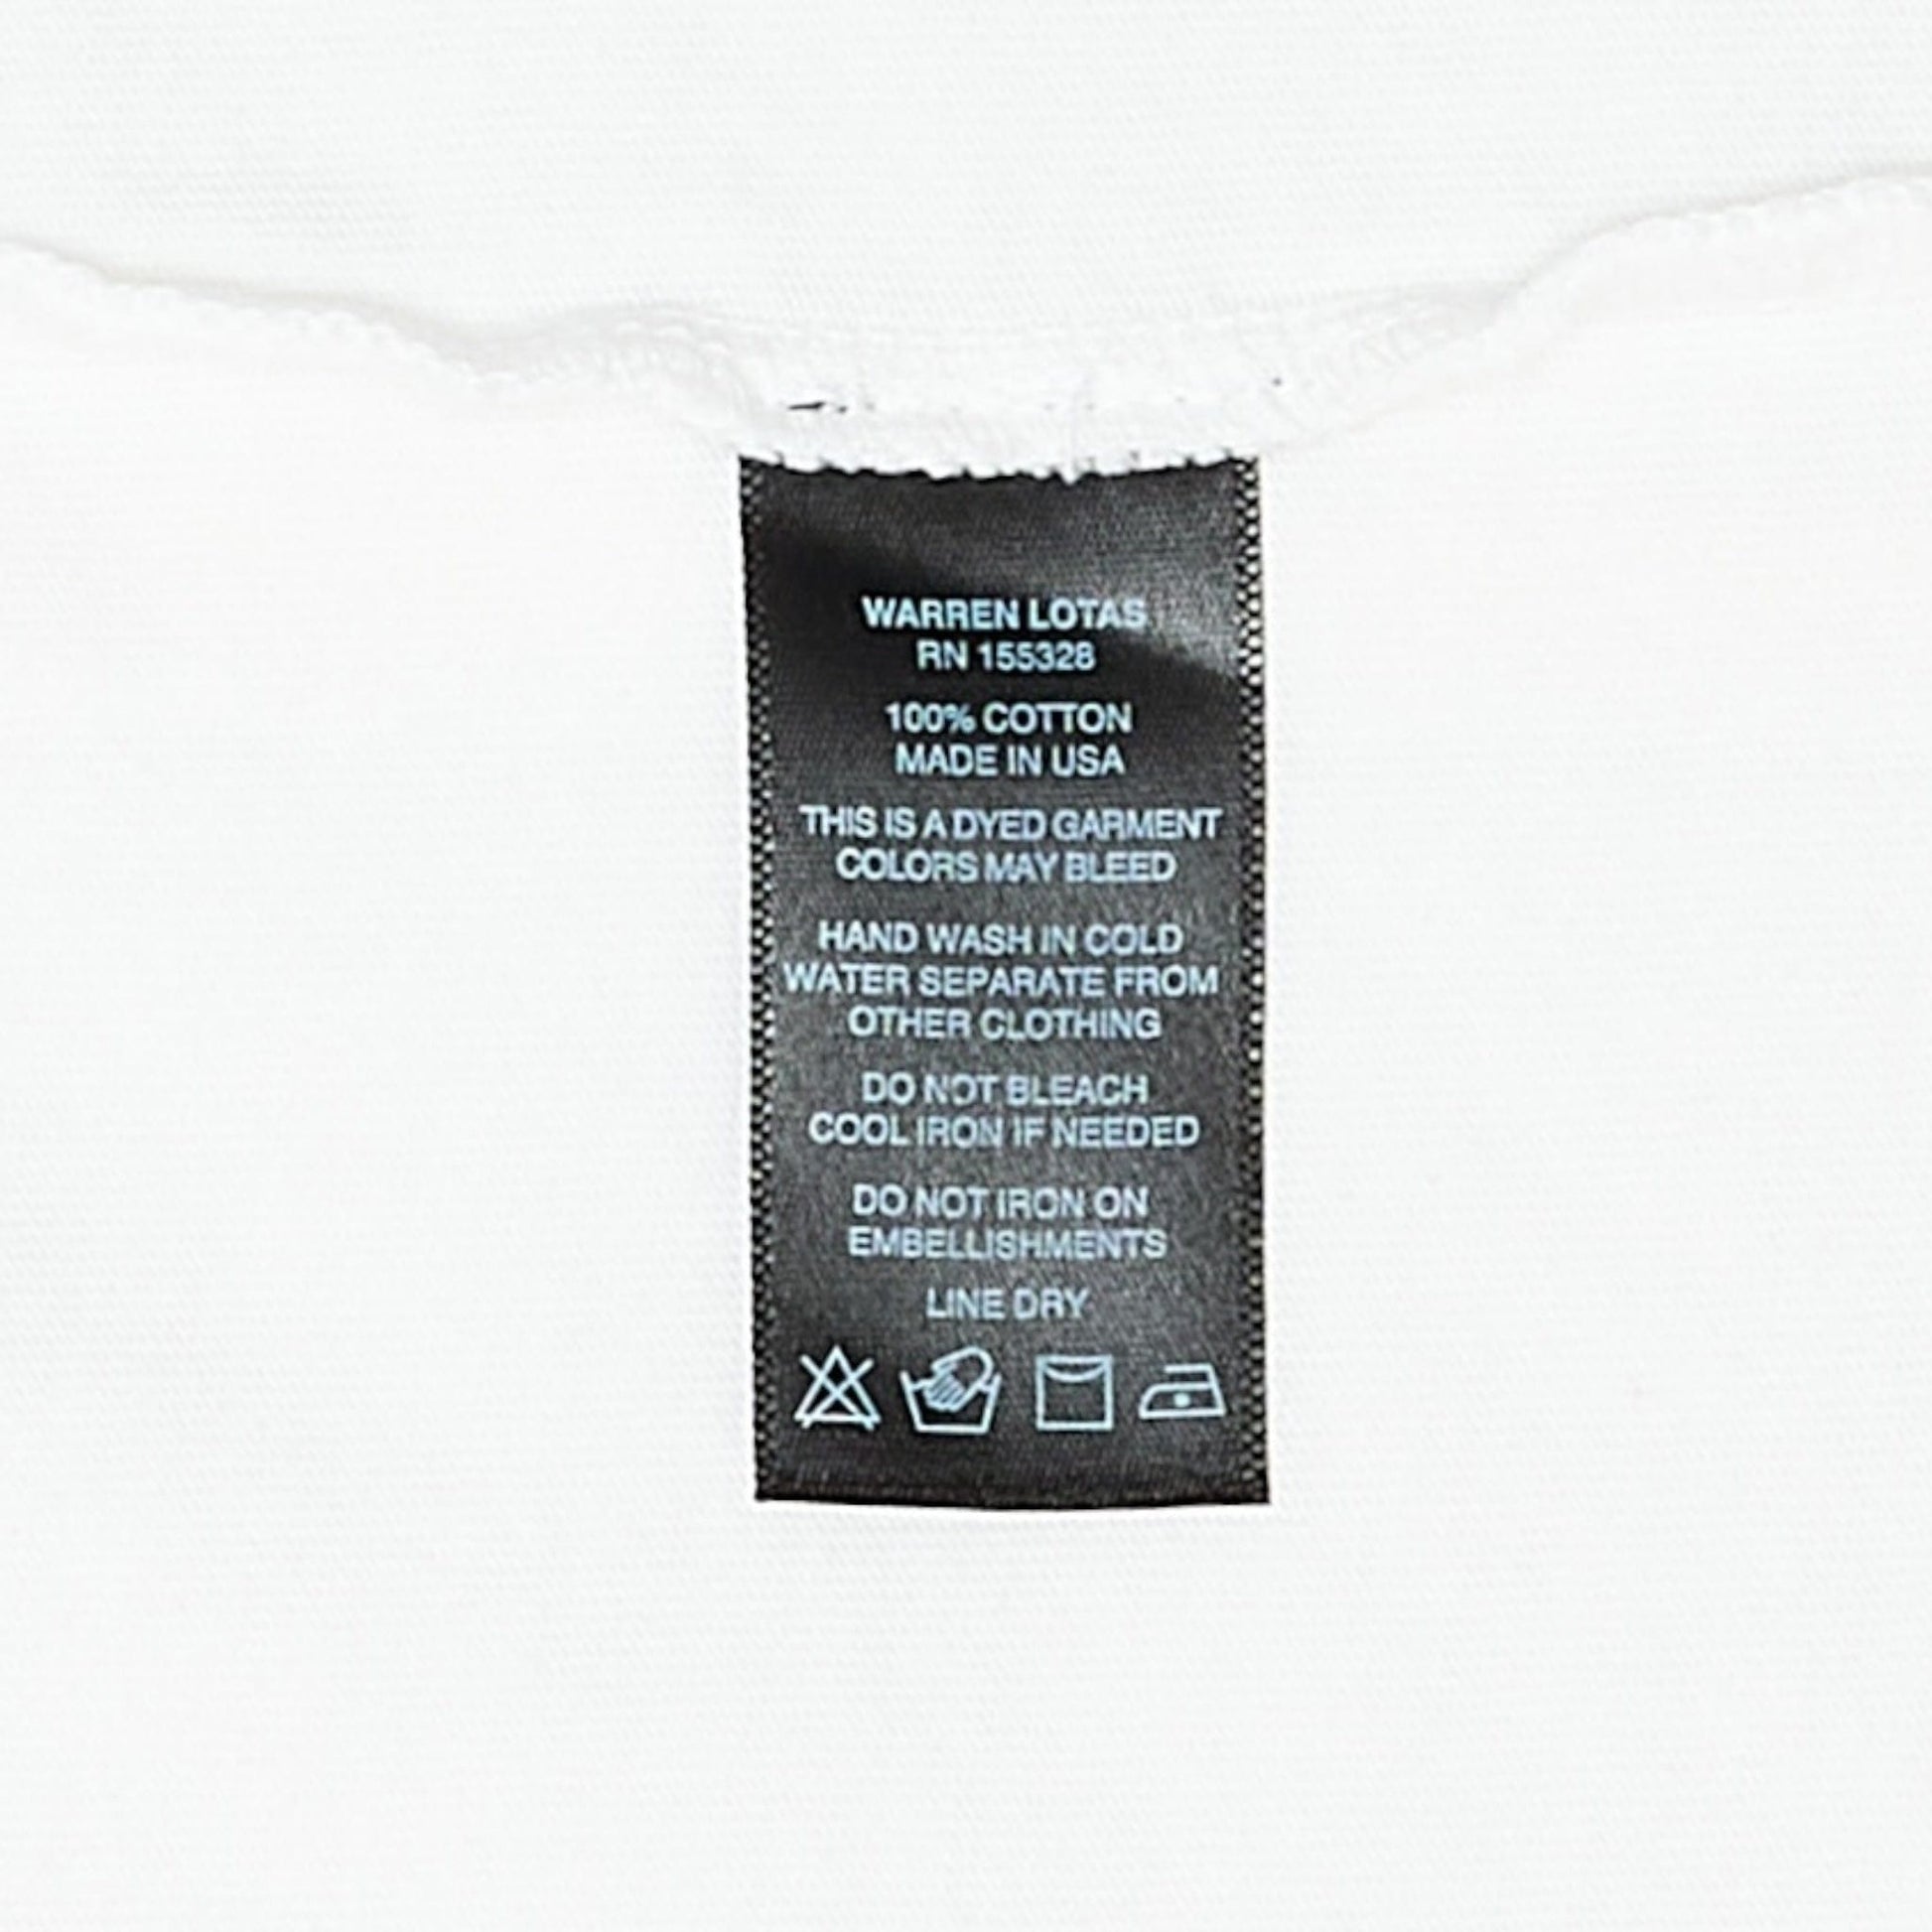 WARREN LOTAS
RN 155328
100% COTTON
MADE IN USA
THIS IS A DYED GARMENT
COLORS MAY BLEED
HAND WASH IN COLD
WATER SEPARATE FROM
OTHER CLOTHING
DO NOT BLEACH
COOL IRON IF NEEDED
DO NOT IRON ON
EMBELLISHMENTS
LINE DRY